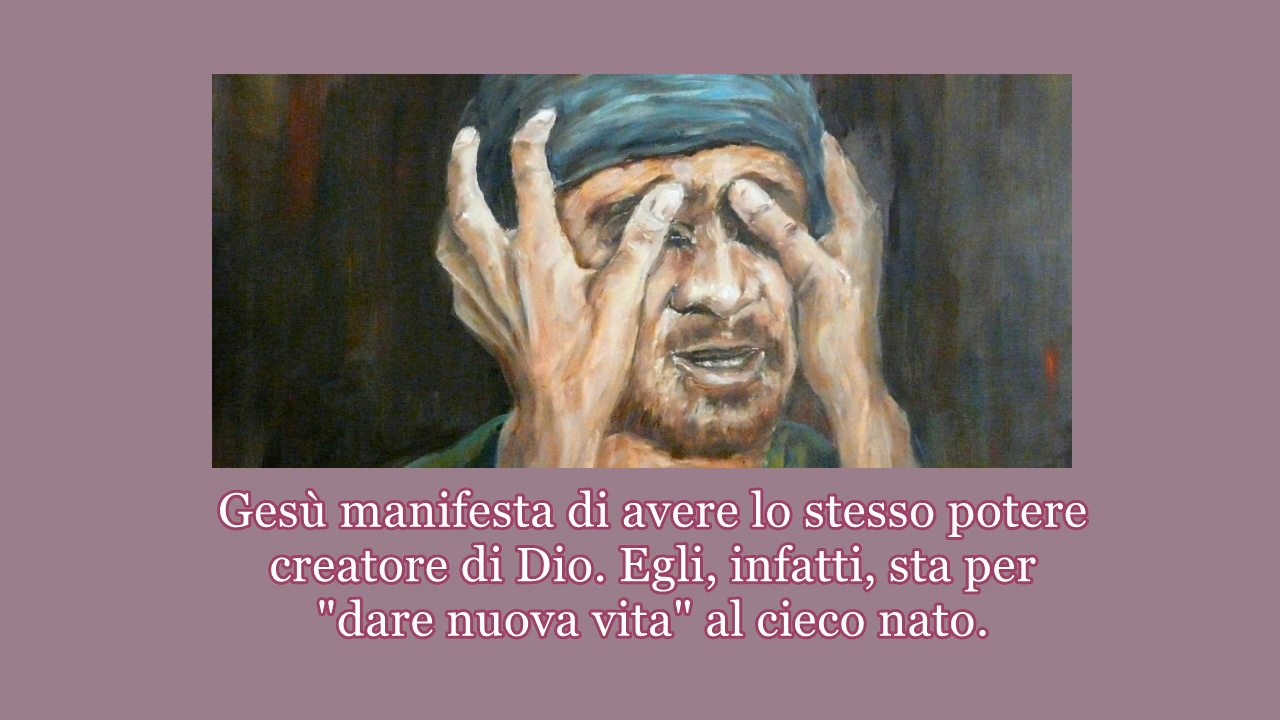 Gesù manifesta di avere lo stesso potere
creatore di Dio. Egli, infatti, sta per
"dare nuova vita" al cieco nato.